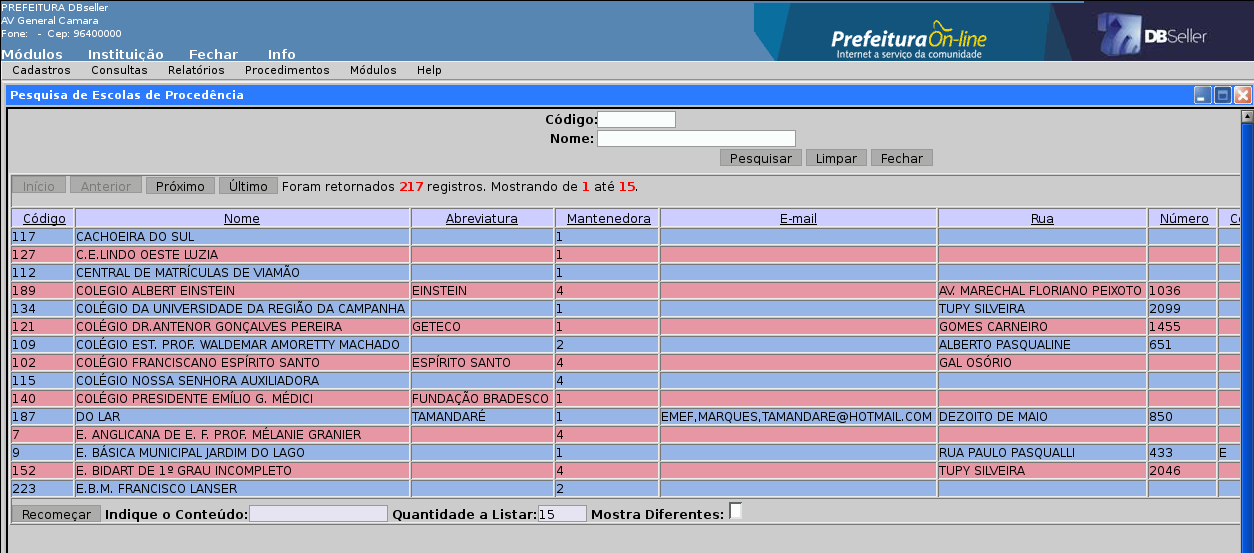 PREFEITURA DBseller
AV General Camara
Fone:   -  Cep: 96400000
Módulos Instituição Fechar Info
Prefeitura On-line
Internet a serviço da comunidade
DBSeller
Cadastros Consultas Relatórios Procedimentos Módulos Help
Pesquisa de Escolas de Procedência
Código:
Nome:
Pesquisar Limpar Fechar
Início Anterior Próximo Último Foram retornados 217 registros. Mostrando de 1 até 15.
Código Nome Abreviatura Mantenedora E-mail Rua Número
117 CACHOEIRA DO SUL 1
127 C.E.LINDO OESTE LUZIA 1
112 CENTRAL DE MATRÍCULAS DE VIAMÃO 1
189 COLEGIO ALBERT EINSTEIN EINSTEIN 4 AV. MARECHAL FLORIANO PEIXOTO 1036
134 COLÉGIO DA UNIVERSIDADE DA REGIÃO DA CAMPANHA 1 TUPY SILVEIRA 2099
121 COLÉGIO DR.ANTENOR GONÇALVES PEREIRA GETECO 1 GOMES CARNEIRO 1455
109 COLÉGIO EST. PROF. WALDEMAR AMORETTY MACHADO 2 ALBERTO PASQUALINE 651
102 COLÉGIO FRANCISCANO ESPÍRITO SANTO ESPÍRITO SANTO 4 GAL OSÓRIO
115 COLÉGIO NOSSA SENHORA AUXILIADORA 4
140 COLÉGIO PRESIDENTE EMÍLIO G. MÉDICI FUNDAÇÃO BRADESCO 1
187 DO LAR TAMANDARÉ 1 EMEF,MARQUES,TAMANDARE@HOTMAIL.COM DEZOITO DE MAIO 850
7 E. ANGLICANA DE E. F. PROF. MÉLANIE GRANIER 4
9 E. BÁSICA MUNICIPAL JARDIM DO LAGO 1 RUA PAULO PASQUALLI 433 E
152 E. BIDART DE 1º GRAU INCOMPLETO 4 TUPY SILVEIRA 2046
223 E.B.M. FRANCISCO LANSER 2
Recomeçar Indique o Conteúdo: Quantidade a Listar: 15 Mostra Diferentes: